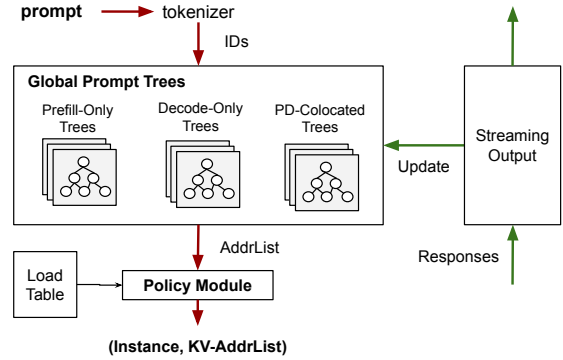 prompt
tokenizer
IDs
Global Prompt Trees
Prefill-Only
Trees
Decode-Only
Trees
PD-Colocated
Trees
Streaming
Output
Update
AddrList
Responses
Load
Table
Policy Module
(Instance, KV-AddrList)